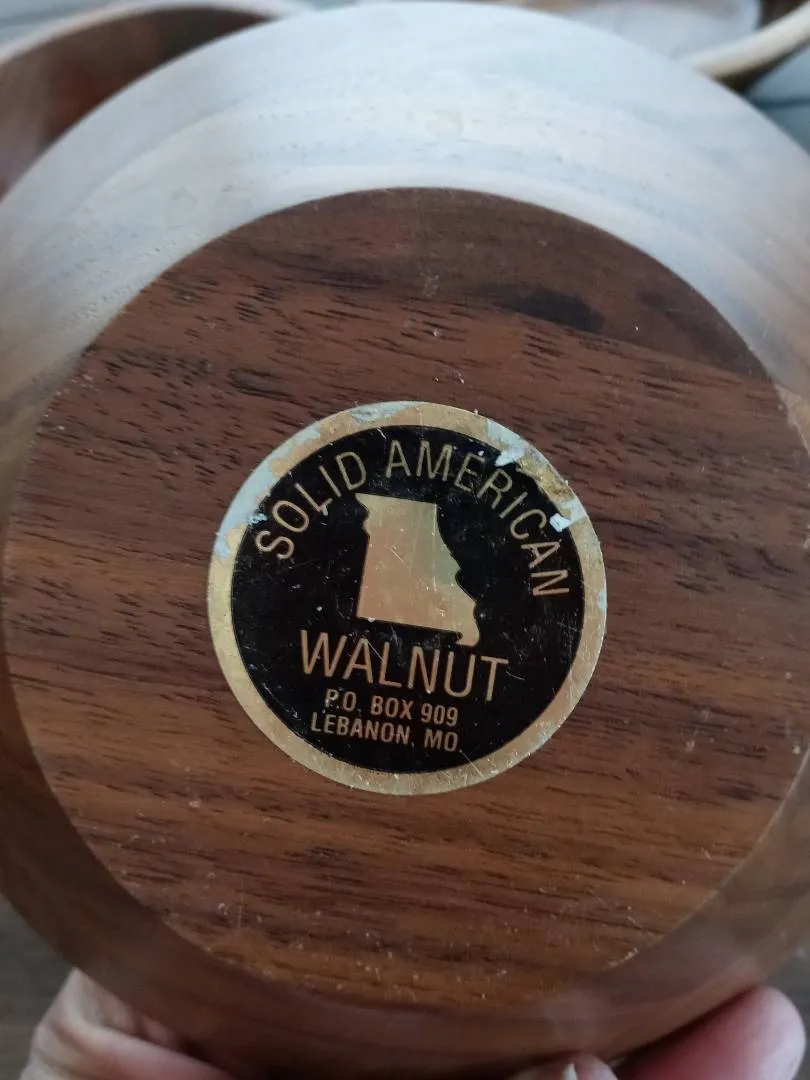 SOLID AMERICAN
WALNUT
P.O. BOX 909
LEBANON, MO.